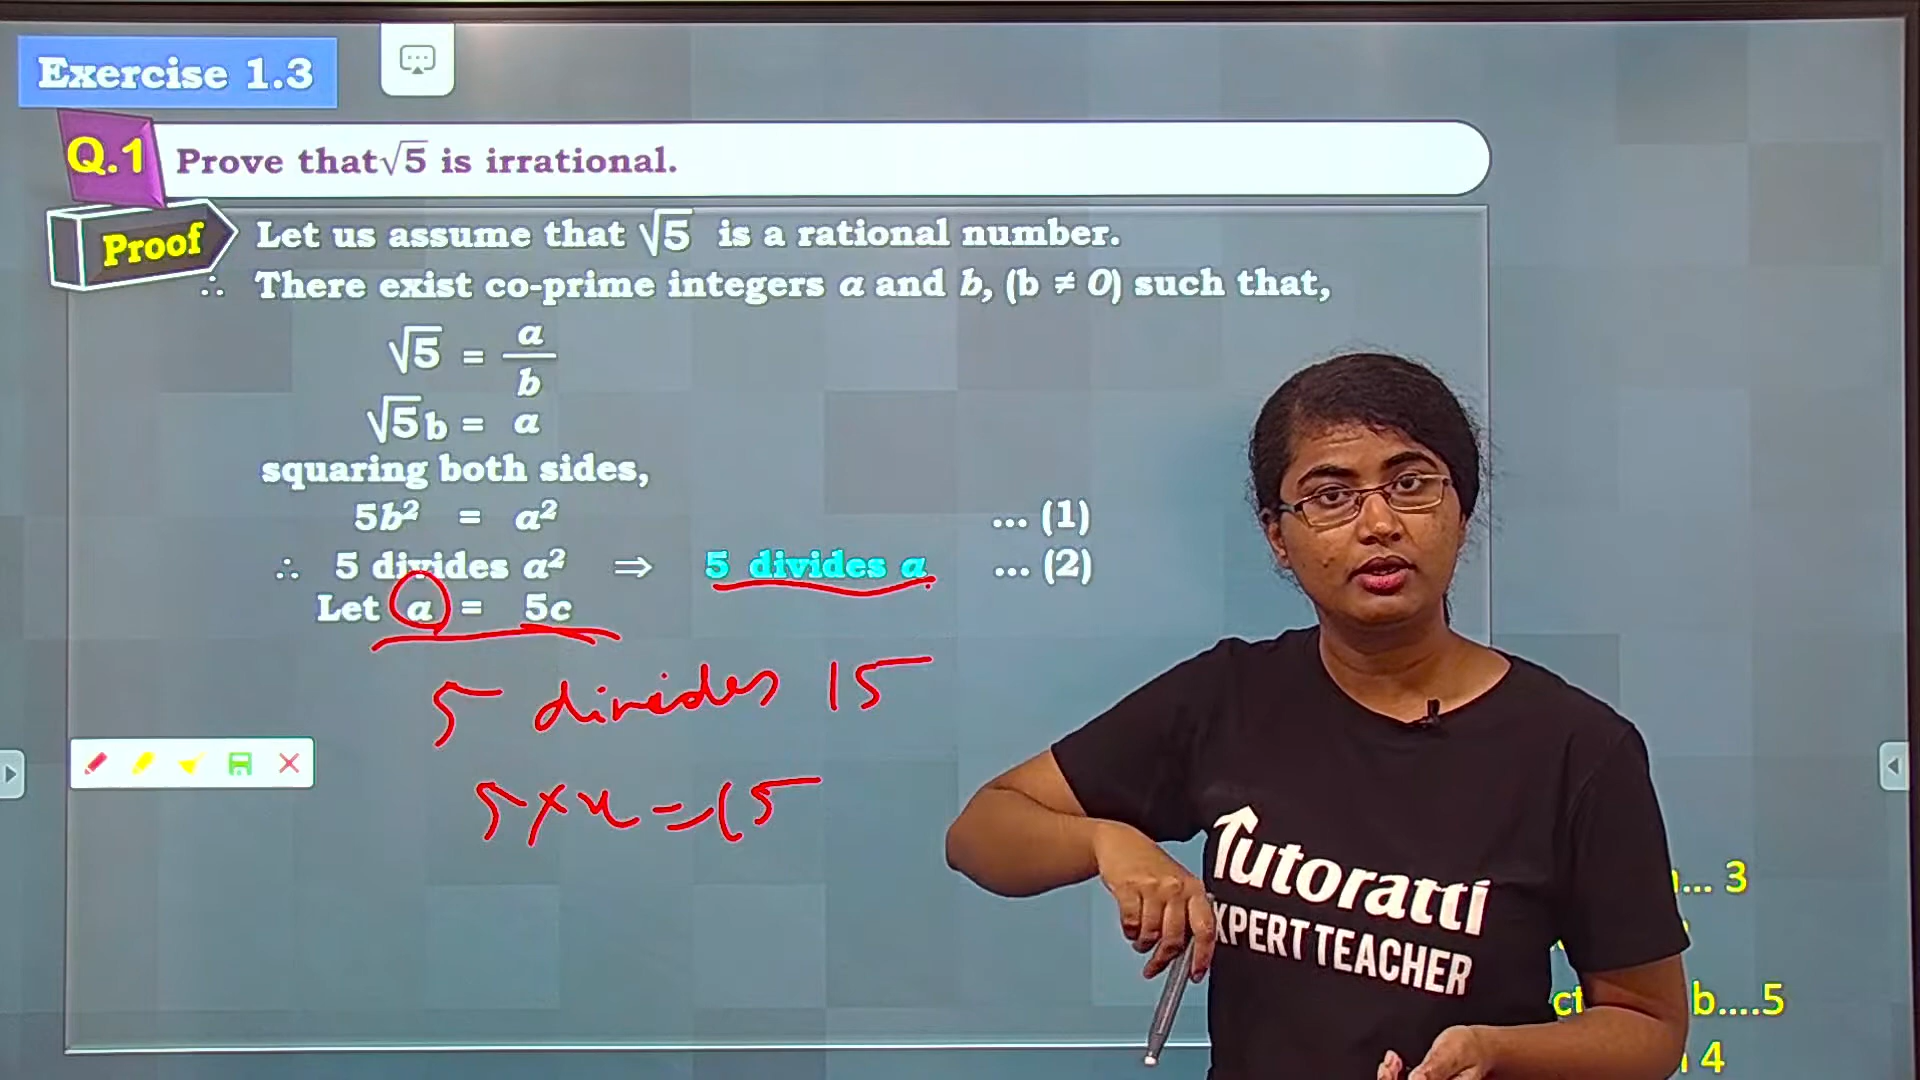 Exercise 1.3
Q.1 Prove that √5 is irrational.
Proof Let us assume that √5 is a rational number.
∴ There exist co-prime integers a and b, (b ≠ 0) such that,
√5 = a/b
√5b = a
squaring both sides,
5b² = a² ... (1)
∴ 5 divides a² ⇒ 5 divides a ... (2)
Let a = 5c
5 divides 15
5×x=15
Tutoratti
EXPERT TEACHER
... 3
b....5
4